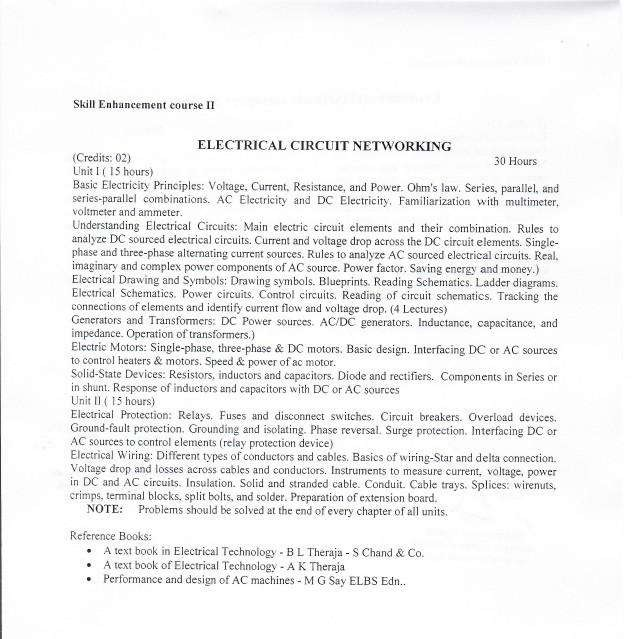 Skill Enhancement course II
ELECTRICAL CIRCUIT NETWORKING
(Credits: 02)
30 Hours
Unit I ( 15 hours)
Basic Electricity Principles: Voltage, Current, Resistance, and Power. Ohm's law. Series, parallel, and
series-parallel combinations. AC Electricity and DC Electricity. Familiarization with multimeter,
voltmeter and ammeter.
Understanding Electrical Circuits: Main electric circuit elements and their combination. Rules to
analyze DC sourced electrical circuits. Current and voltage drop across the DC circuit elements. Single-
phase and three-phase alternating current sources. Rules to analyze AC sourced electrical circuits. Real,
imaginary and complex power components of AC source. Power factor. Saving energy and money.)
Electrical Drawing and Symbols: Drawing symbols. Blueprints. Reading Schematics. Ladder diagrams.
Electrical Schematics. Power circuits. Control circuits. Reading of circuit schematics. Tracking the
connections of elements and identify current flow and voltage drop. (4 Lectures)
Generators and Transformers: DC Power sources. AC/DC generators. Inductance, capacitance, and
impedance. Operation of transformers.)
Electric Motors: Single-phase, three-phase & DC motors. Basic design. Interfacing DC or AC sources
to control heaters & motors. Speed & power of ac motor.
Solid-State Devices: Resistors, inductors and capacitors. Diode and rectifiers. Components in Series or
in shunt. Response of inductors and capacitors with DC or AC sources
Unit II ( 15 hours)
Electrical Protection: Relays. Fuses and disconnect switches. Circuit breakers. Overload devices.
Ground-fault protection. Grounding and isolating. Phase reversal. Surge protection. Interfacing DC or
AC sources to control elements (relay protection device)
Electrical Wiring: Different types of conductors and cables. Basics of wiring-Star and delta connection.
Voltage drop and losses across cables and conductors. Instruments to measure current, voltage, power
in DC and AC circuits. Insulation. Solid and stranded cable. Conduit. Cable trays. Splices: wirenuts,
crimps, terminal blocks, split bolts, and solder. Preparation of extension board.
NOTE: Problems should be solved at the end of every chapter of all units.
Reference Books:
• A text book in Electrical Technology - B L Theraja - S Chand & Co.
• A text book of Electrical Technology - A K Theraja
• Performance and design of AC machines - M G Say ELBS Edn..